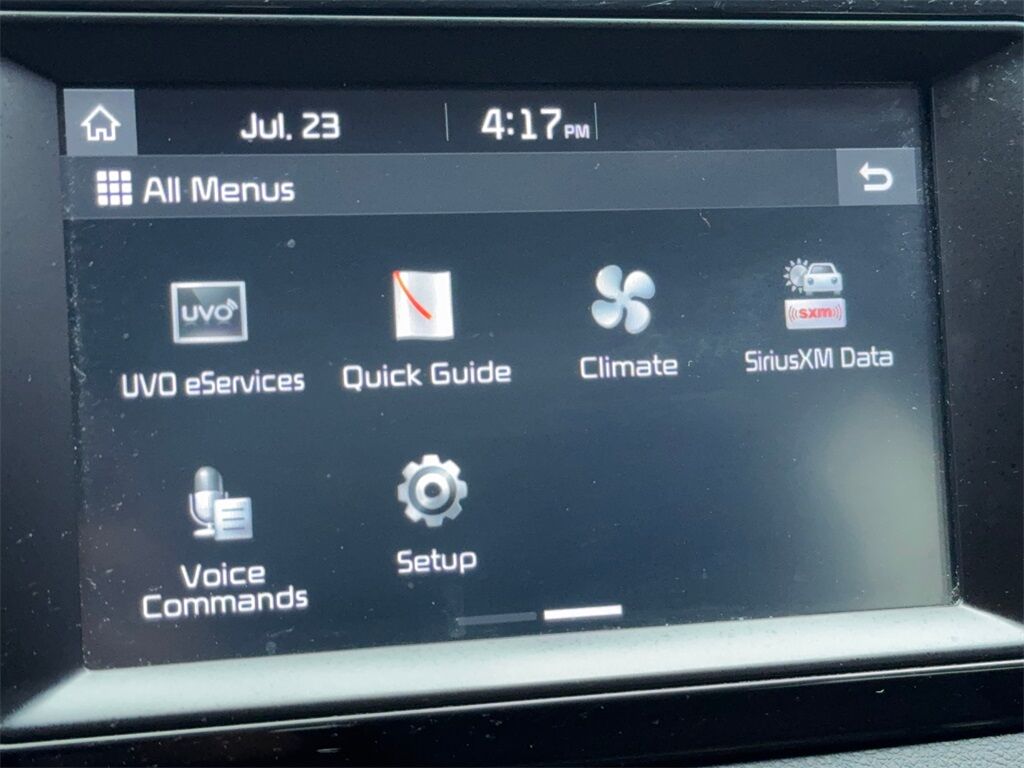 Jul. 23 4:17 PM
All Menus
UVO
sxm
UVO eServices Quick Guide Climate SiriusXM Data
Voice
Commands
Setup